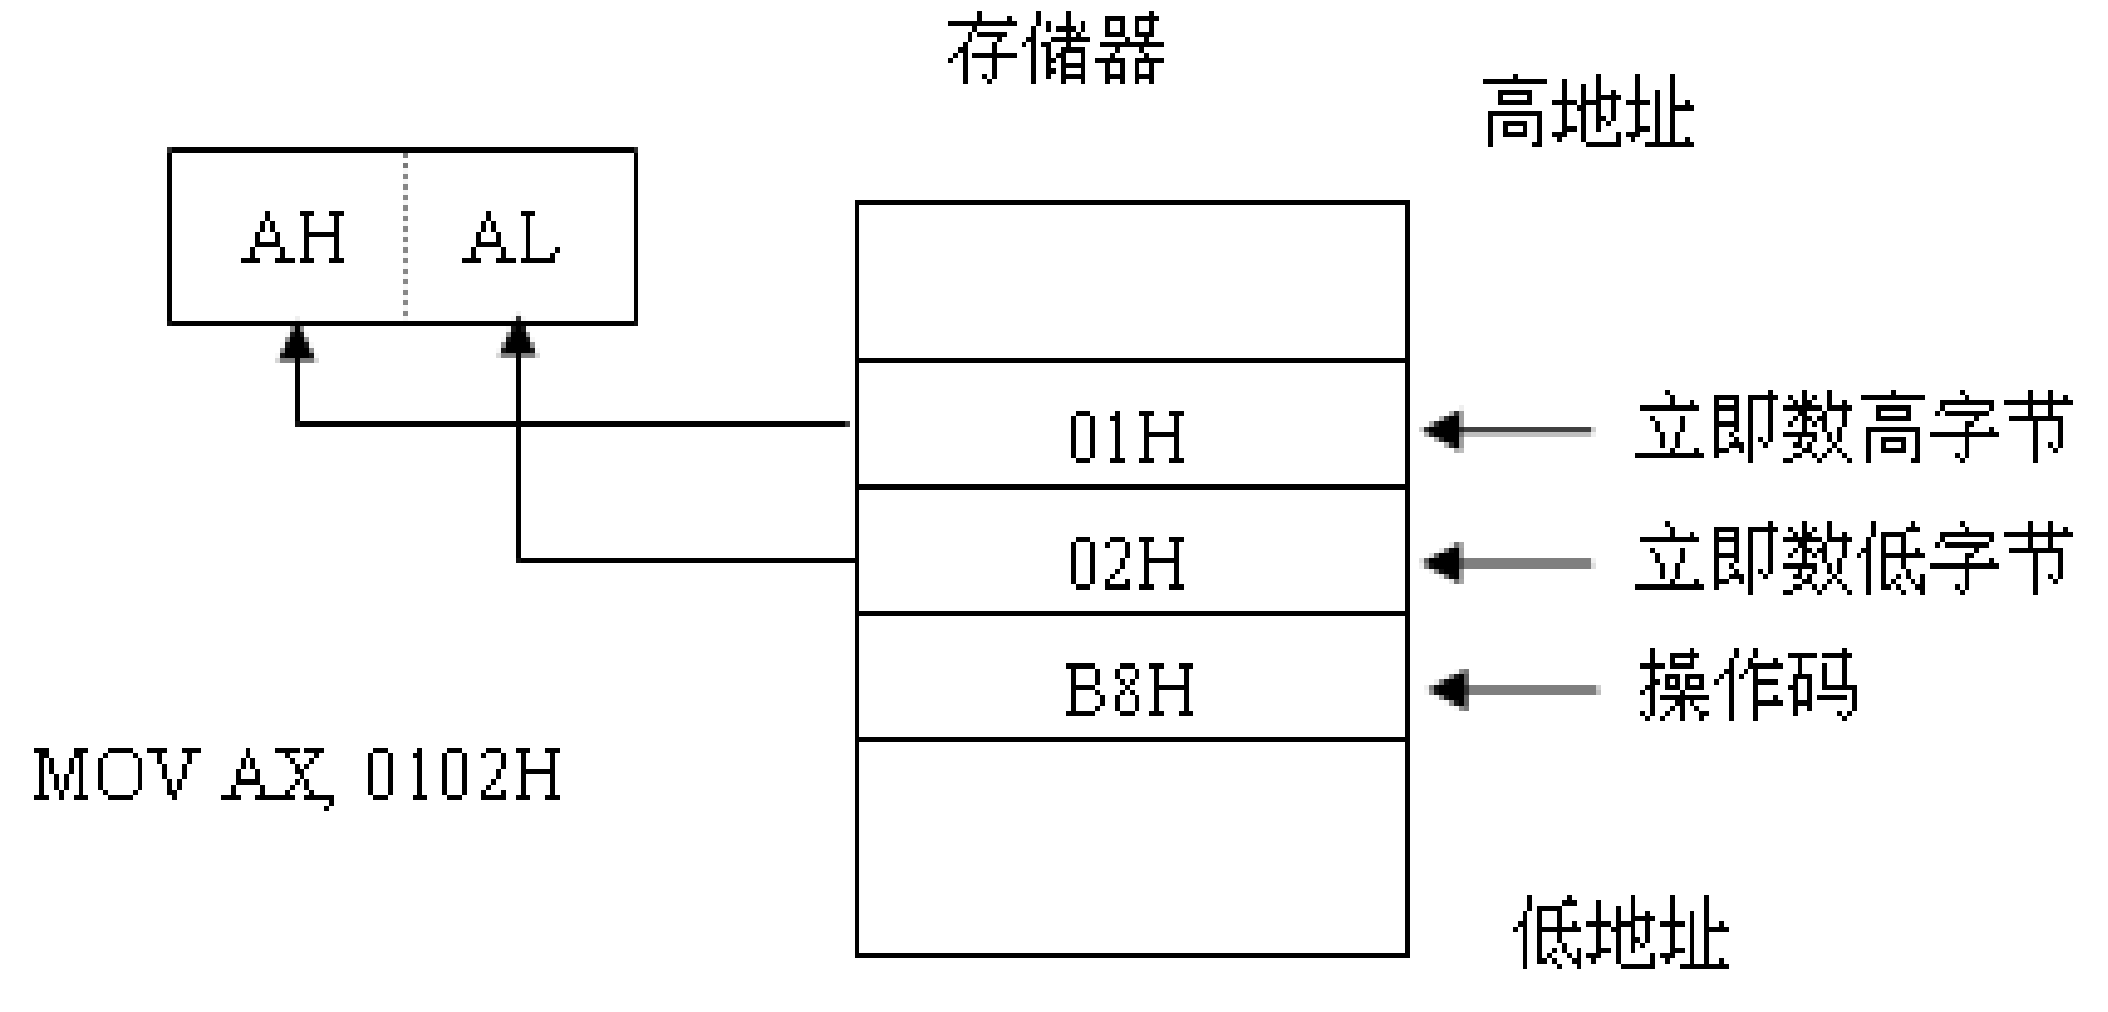 存储器
高地址
AH AL
01H
立即数高字节
02H
立即数低字节
B8H
操作码
MOV AX, 0102H
低地址